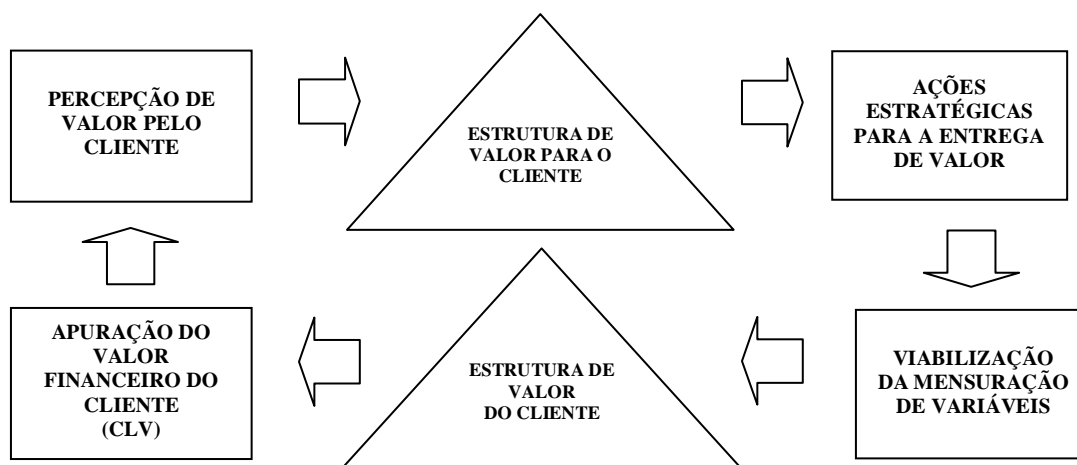 PERCEPÇÃO DE
VALOR PELO
CLIENTE
ESTRUTURA DE
VALOR PARA O
CLIENTE
AÇÕES
ESTRATÉGICAS
PARA A ENTREGA
DE VALOR
APURAÇÃO DO
VALOR
FINANCEIRO DO
CLIENTE
(CLV)
ESTRUTURA DE
VALOR
DO CLIENTE
VIABILIZAÇÃO
DA MENSURAÇÃO
DE VARIÁVEIS